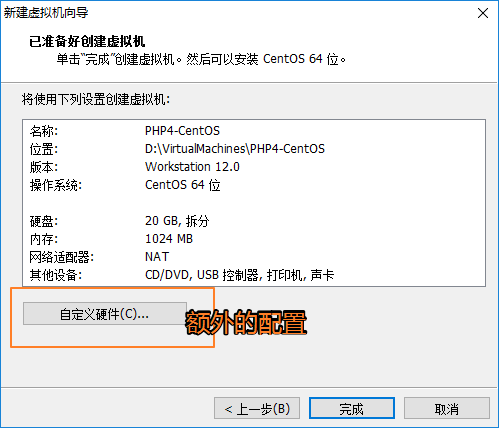 新建虚拟机向导
已准备好创建虚拟机
单击“完成”创建虚拟机。然后可以安装 CentOS 64 位。
将使用下列设置创建虚拟机:
名称: PHP4-CentOS
位置: D:\VirtualMachines\PHP4-CentOS
版本: Workstation 12.0
操作系统: CentOS 64 位
硬盘: 20 GB, 拆分
内存: 1024 MB
网络适配器: NAT
其他设备: CD/DVD, USB 控制器, 打印机, 声卡
自定义硬件(C)...
额外的配置
< 上一步(B) 完成 取消